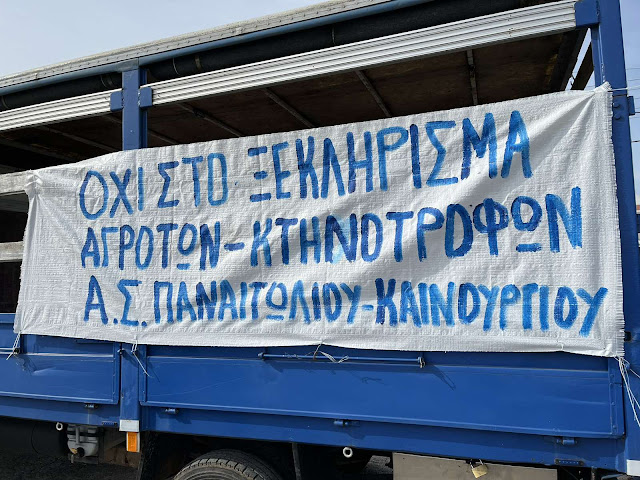 ΟΧΙ ΣΤΟ ΞΕΚΛΗΡΙΣΜΑ
ΑΓΡΟΤΩΝ-ΚΤΗΝΟΤΡΟΦΩΝ
Α.Σ. ΠΑΝΑΙΤΩΛΙΟΥ-ΚΑΙΝΟΥΡΓΙΟΥ